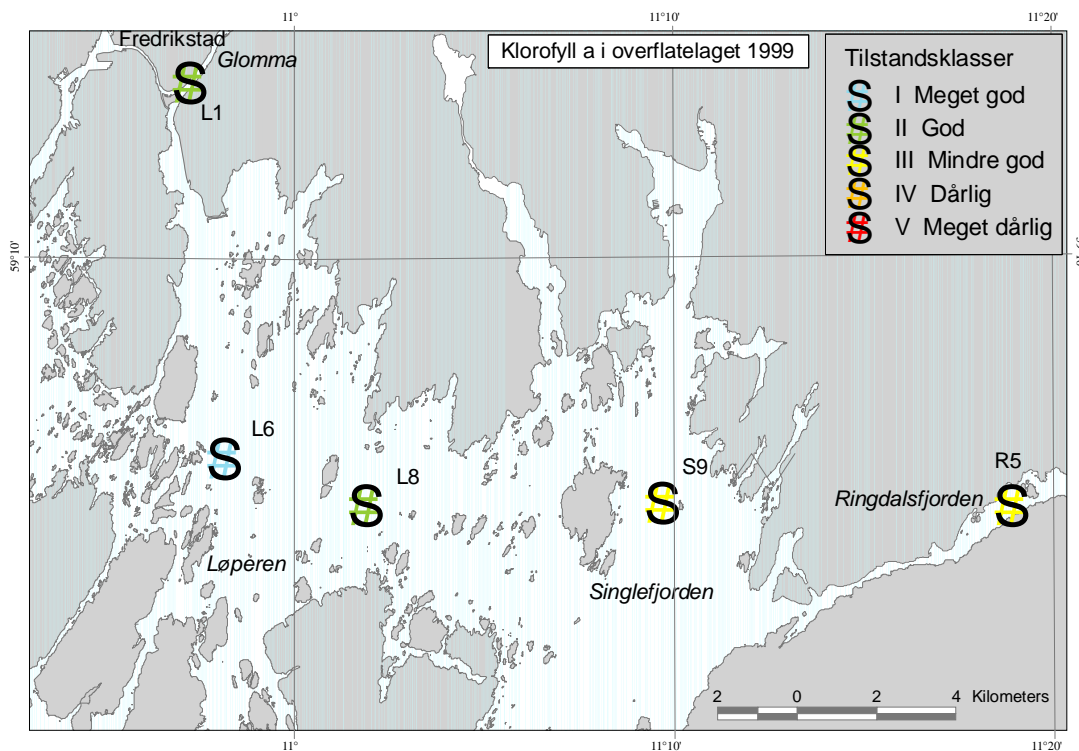 11°
11°10'
11°20'
Fredrikstad
Glomma
Klorofyll a i overflatelaget 1999
Tilstandsklasser
S I Meget god
S II God
S III Mindre god
S IV Dårlig
S V Meget dårlig
S
L1
59°10'
59°10'
L6
S
L8
S
S9
S
R5
S
Ringdalsfjorden
Løperen
Singlefjorden
2 0 2 4 Kilometers
11°
11°10'
11°20'